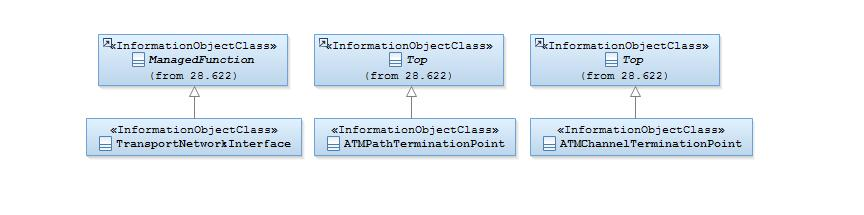 «InformationObjectClass»
ManagedFunction
(from 28.622)
«InformationObjectClass»
Top
(from 28.622)
«InformationObjectClass»
Top
(from 28.622)
«InformationObjectClass»
TransportNetworkInterface
«InformationObjectClass»
ATMPathTerminationPoint
«InformationObjectClass»
ATMChannelTerminationPoint